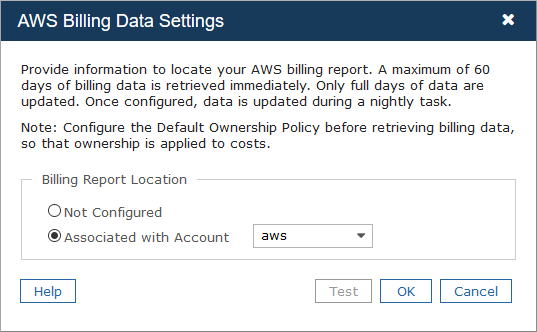 AWS Billing Data Settings
Provide information to locate your AWS billing report. A maximum of 60
days of billing data is retrieved immediately. Only full days of data are
updated. Once configured, data is updated during a nightly task.
Note: Configure the Default Ownership Policy before retrieving billing data,
so that ownership is applied to costs.
Billing Report Location
Not Configured
Associated with Account aws
Help Test OK Cancel